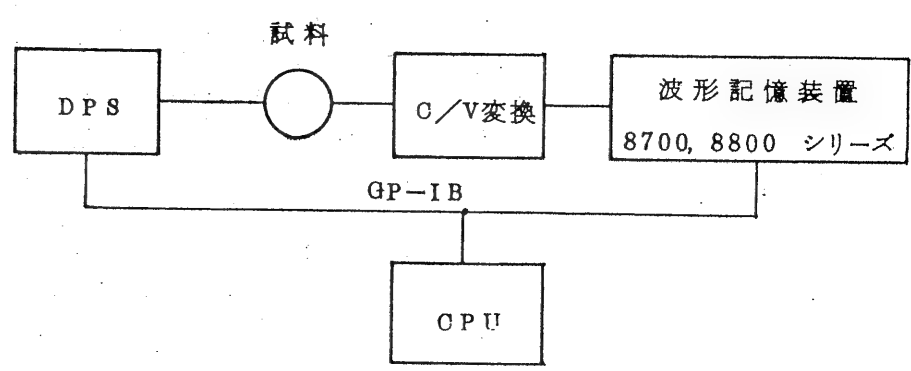 試料
DPS
C／V変換
波形記憶装置
8700, 8800 シリーズ
GP－IB
CPU